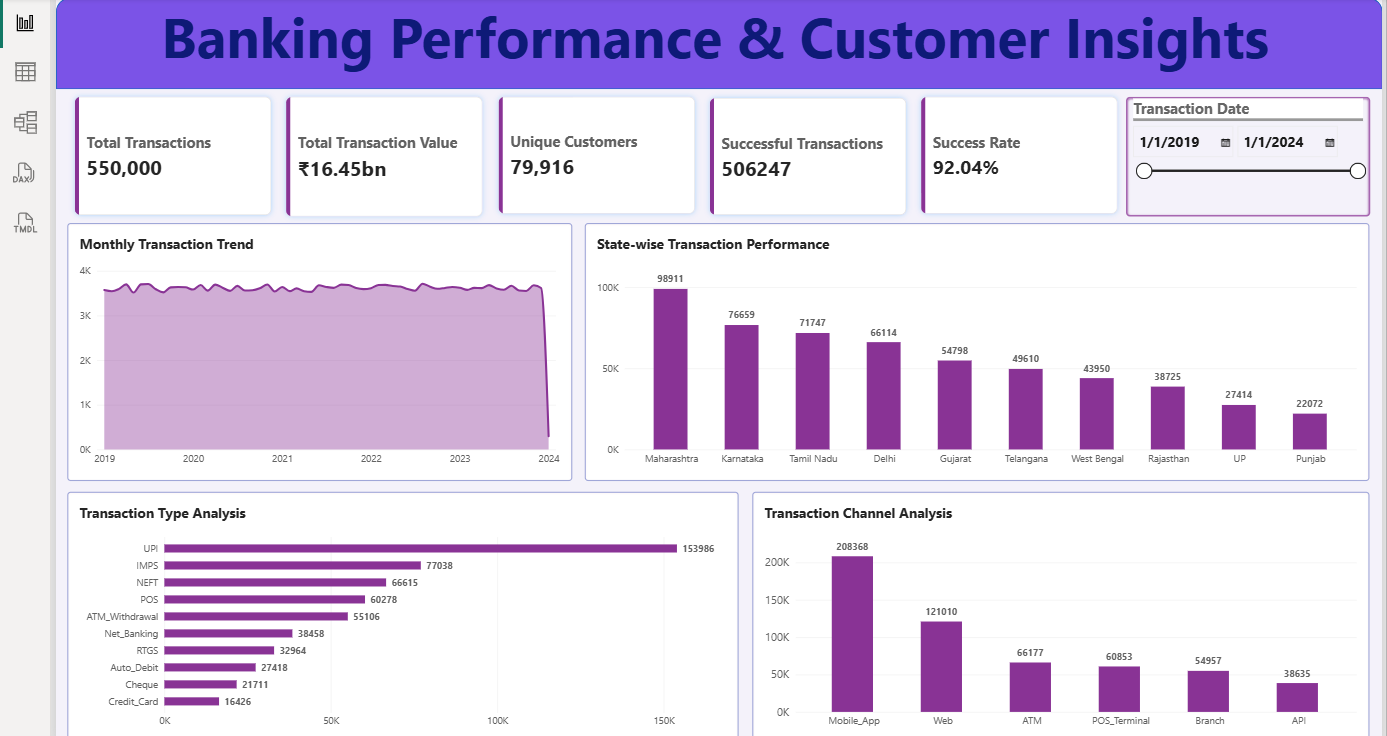 Banking Performance & Customer Insights
DAX
TMDL
Total Transactions
550,000
Total Transaction Value
₹16.45bn
Unique Customers
79,916
Successful Transactions
506247
Success Rate
92.04%
Transaction Date
1/1/2019 1/1/2024
Monthly Transaction Trend
4K
3K
2K
1K
0K
2019 2020 2021 2022 2023 2024
State-wise Transaction Performance
100K
50K
0K
98911 76659 71747 66114 54798 49610 43950 38725 27414 22072
Maharashtra Karnataka Tamil Nadu Delhi Gujarat Telangana West Bengal Rajasthan UP Punjab
Transaction Type Analysis
UPI 153986
IMPS 77038
NEFT 66615
POS 60278
ATM_Withdrawal 55106
Net_Banking 38458
RTGS 32964
Auto_Debit 27418
Cheque 21711
Credit_Card 16426
0K 50K 100K 150K
Transaction Channel Analysis
200K
150K
100K
50K
0K
208368 121010 66177 60853 54957 38635
Mobile_App Web ATM POS_Terminal Branch API